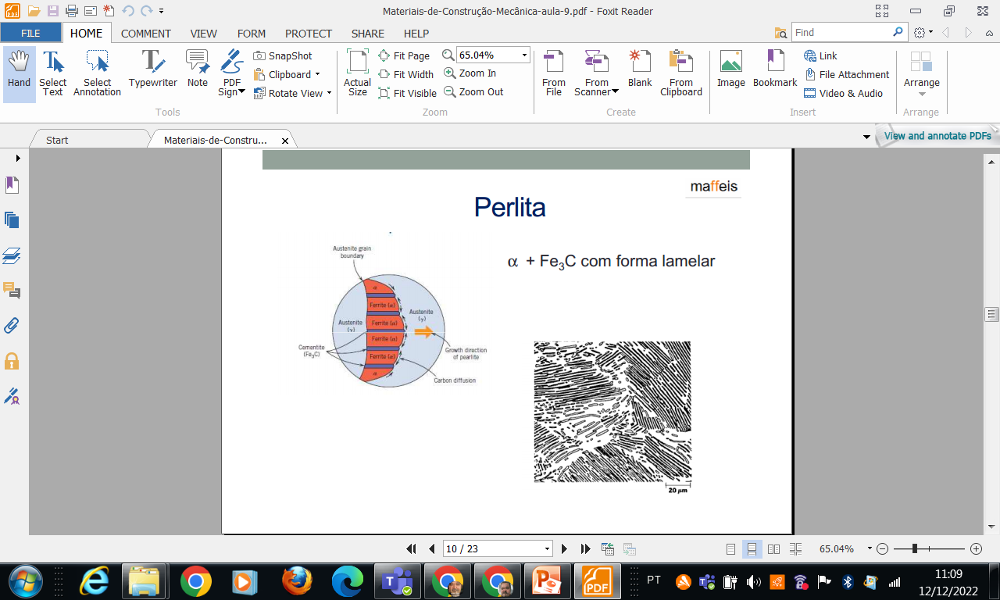 Materiais-de-Construção-Mecânica-aula-9.pdf - Foxit Reader
FILE
HOME
COMMENT
VIEW
FORM
PROTECT
SHARE
HELP
Find
Hand
Select
Text
Select
Annotation
Typewriter
Note
PDF
Sign
SnapShot
Clipboard
Rotate View
Tools
Actual
Size
Fit Page
Fit Width
Fit Visible
65.04%
Zoom In
Zoom Out
Zoom
From
File
From
Scanner
Blank
From
Clipboard
Create
Image
Bookmark
Link
File Attachment
Video & Audio
Insert
Arrange
Arrange
Start
Materiais-de-Constru...
View and annotate PDFs
maffeis
Perlita
α + Fe3C com forma lamelar
Austenite grain
boundary
α
Ferrite (α)
Ferrite (α)
Ferrite (α)
Ferrite (α)
α
Austenite
(γ)
Austenite
(γ)
Cementite
(Fe3C)
Growth direction
of pearlite
Carbon diffusion
20 μm
10 / 23
65.04%
PDF
PT
11:09
12/12/2022